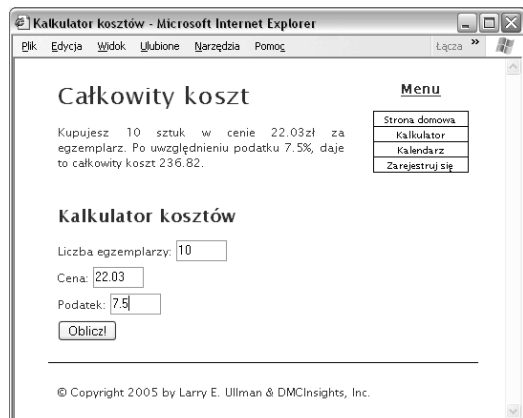 Kalkulator kosztów - Microsoft Internet Explorer
Plik Edycja Widok Ulubione Narzędzia Pomoc Łącza »
Całkowity koszt
Kupujesz 10 sztuk w cenie 22.03zł za
egzemplarz. Po uwzględnieniu podatku 7.5%, daje
to całkowity koszt 236.82.
Menu
Strona domowa
Kalkulator
Kalendarz
Zarejestruj się
Kalkulator kosztów
Liczba egzemplarzy: 10
Cena: 22.03
Podatek: 7.5
Oblicz!
© Copyright 2005 by Larry E. Ullman & DMCInsights, Inc.